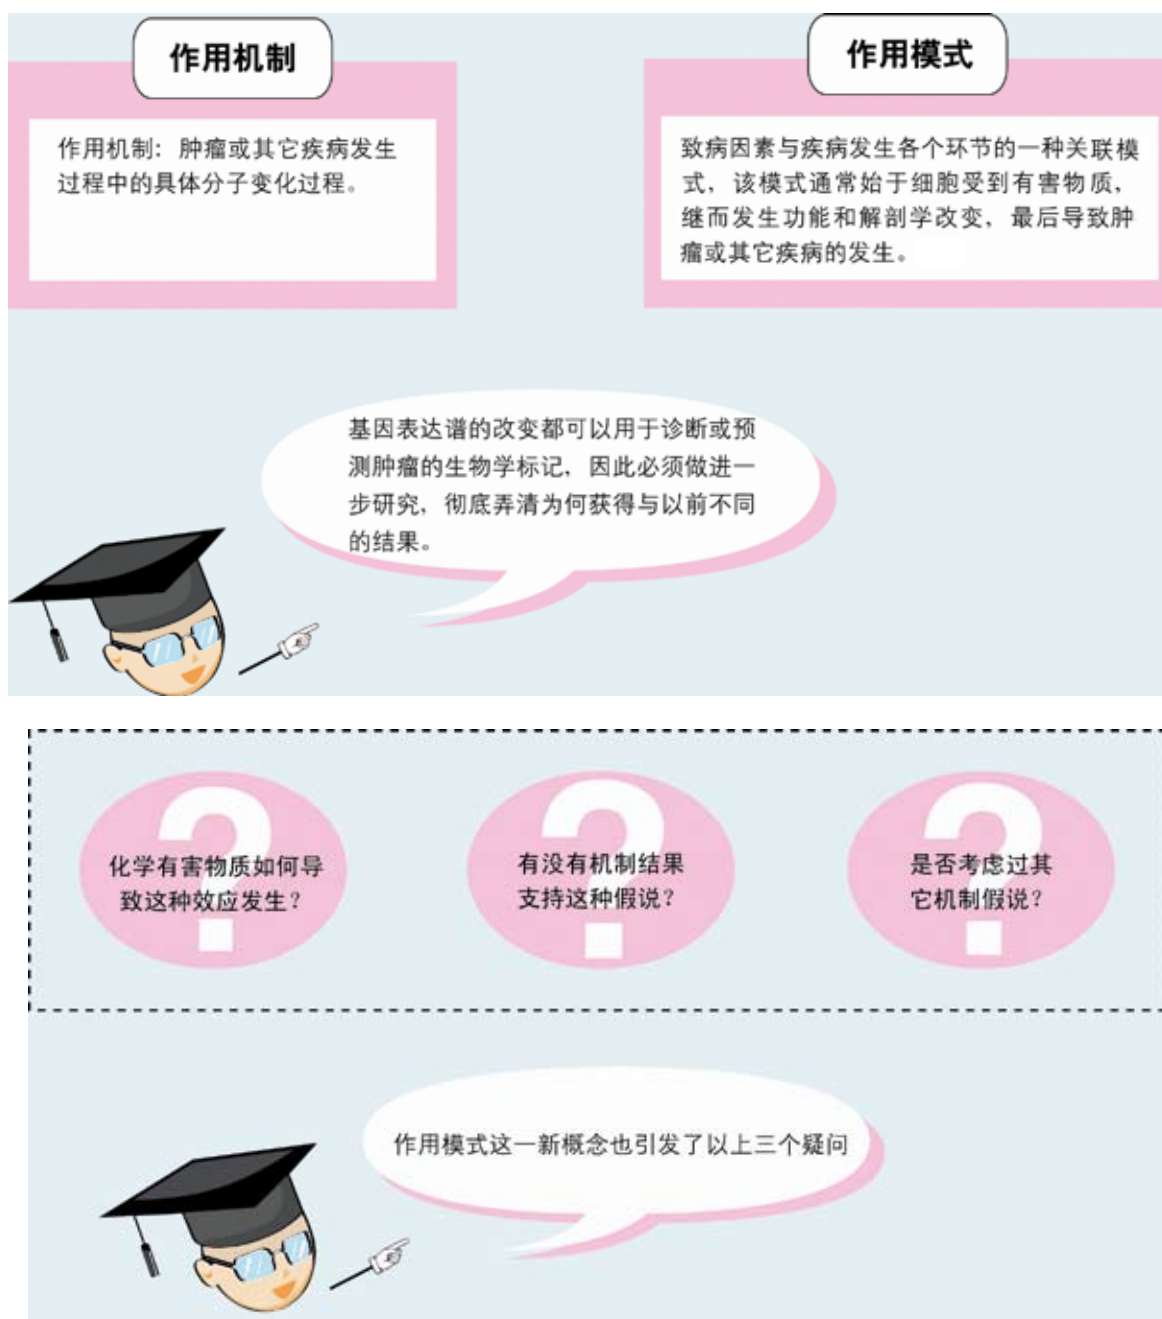 作用机制
作用机制：肿瘤或其它疾病发生
过程中的具体分子变化过程。
作用模式
致病因素与疾病发生各个环节的一种关联模
式，该模式通常始于细胞受到有害物质，
继而发生功能和解剖学改变，最后导致肿
瘤或其它疾病的发生。
基因表达谱的改变都可以用于诊断或预
测肿瘤的生物学标记，因此必须做进一
步研究，彻底弄清为何获得与以前不同
的结果。
?
化学有害物质如何导
致这种效应发生？
?
有没有机制结果
支持这种假说？
?
是否考虑过其
它机制假说？
作用模式这一新概念也引发了以上三个疑问